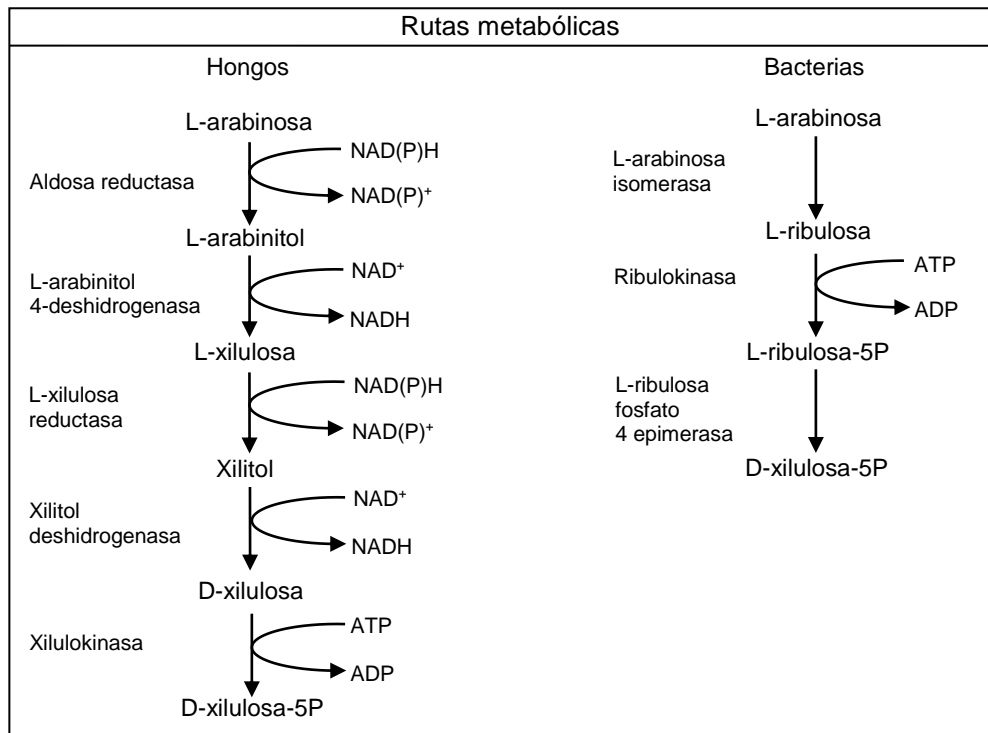 Rutas metabólicas
Hongos
L-arabinosa
NAD(P)H
Aldosa reductasa
NAD(P)⁺
L-arabinitol
NAD⁺
L-arabinitol
4-deshidrogenasa
NADH
L-xilulosa
NAD(P)H
L-xilulosa
reductasa
NAD(P)⁺
Xilitol
NAD⁺
Xilitol
deshidrogenasa
NADH
D-xilulosa
ATP
Xilulokinasa
ADP
D-xilulosa-5P
Bacterias
L-arabinosa
L-arabinosa
isomerasa
L-ribulosa
Ribulokinasa
ATP
ADP
L-ribulosa-5P
L-ribulosa
fosfato
4 epimerasa
D-xilulosa-5P